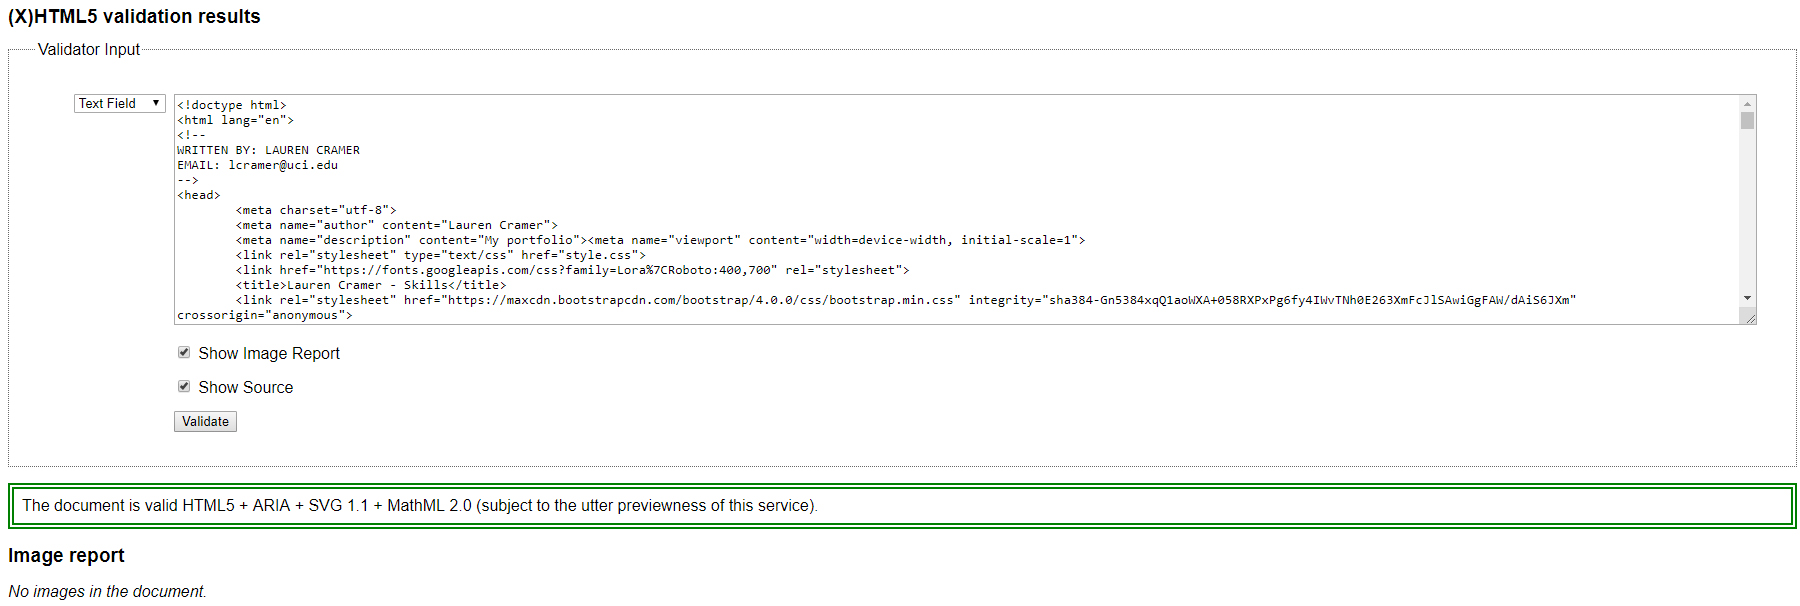 (X)HTML5 validation results
Validator Input
Text Field
<!doctype html>
<html lang="en">
<!--
WRITTEN BY: LAUREN CRAMER
EMAIL: lcramer@uci.edu
-->
<head>
<meta charset="utf-8">
<meta name="author" content="Lauren Cramer">
<meta name="description" content="My portfolio"><meta name="viewport" content="width=device-width, initial-scale=1">
<link rel="stylesheet" type="text/css" href="style.css">
<link href="https://fonts.googleapis.com/css?family=Lora%7CRoboto:400,700" rel="stylesheet">
<title>Lauren Cramer - Skills</title>
<link rel="stylesheet" href="https://maxcdn.bootstrapcdn.com/bootstrap/4.0.0/css/bootstrap.min.css" integrity="sha384-Gn5384xqQ1aoWXA+058RXPxPg6fy4IWvTNh0E263XmFcJlSAwiGgFAW/dAiS6JXm"
crossorigin="anonymous">
Show Image Report
Show Source
Validate
The document is valid HTML5 + ARIA + SVG 1.1 + MathML 2.0 (subject to the utter previewness of this service).
Image report
No images in the document.